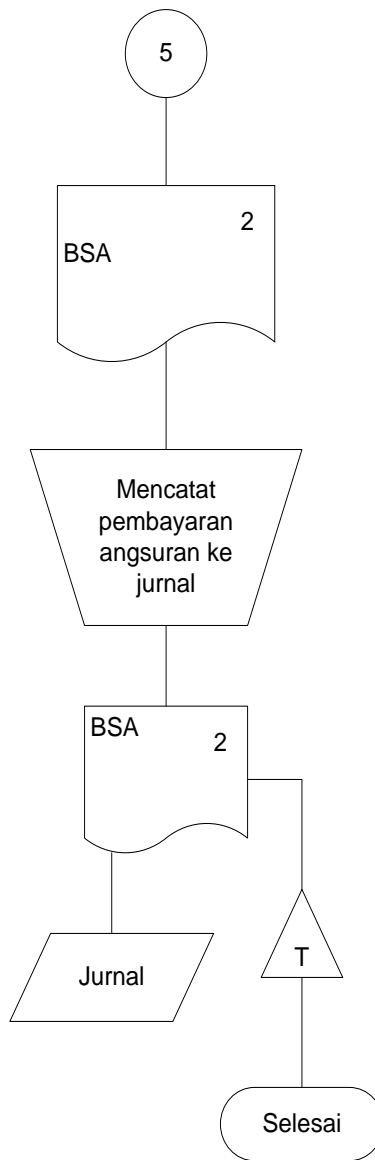 5
2
BSA
Mencatat
pembayaran
angsuran ke
jurnal
BSA
2
T
Jurnal
Selesai